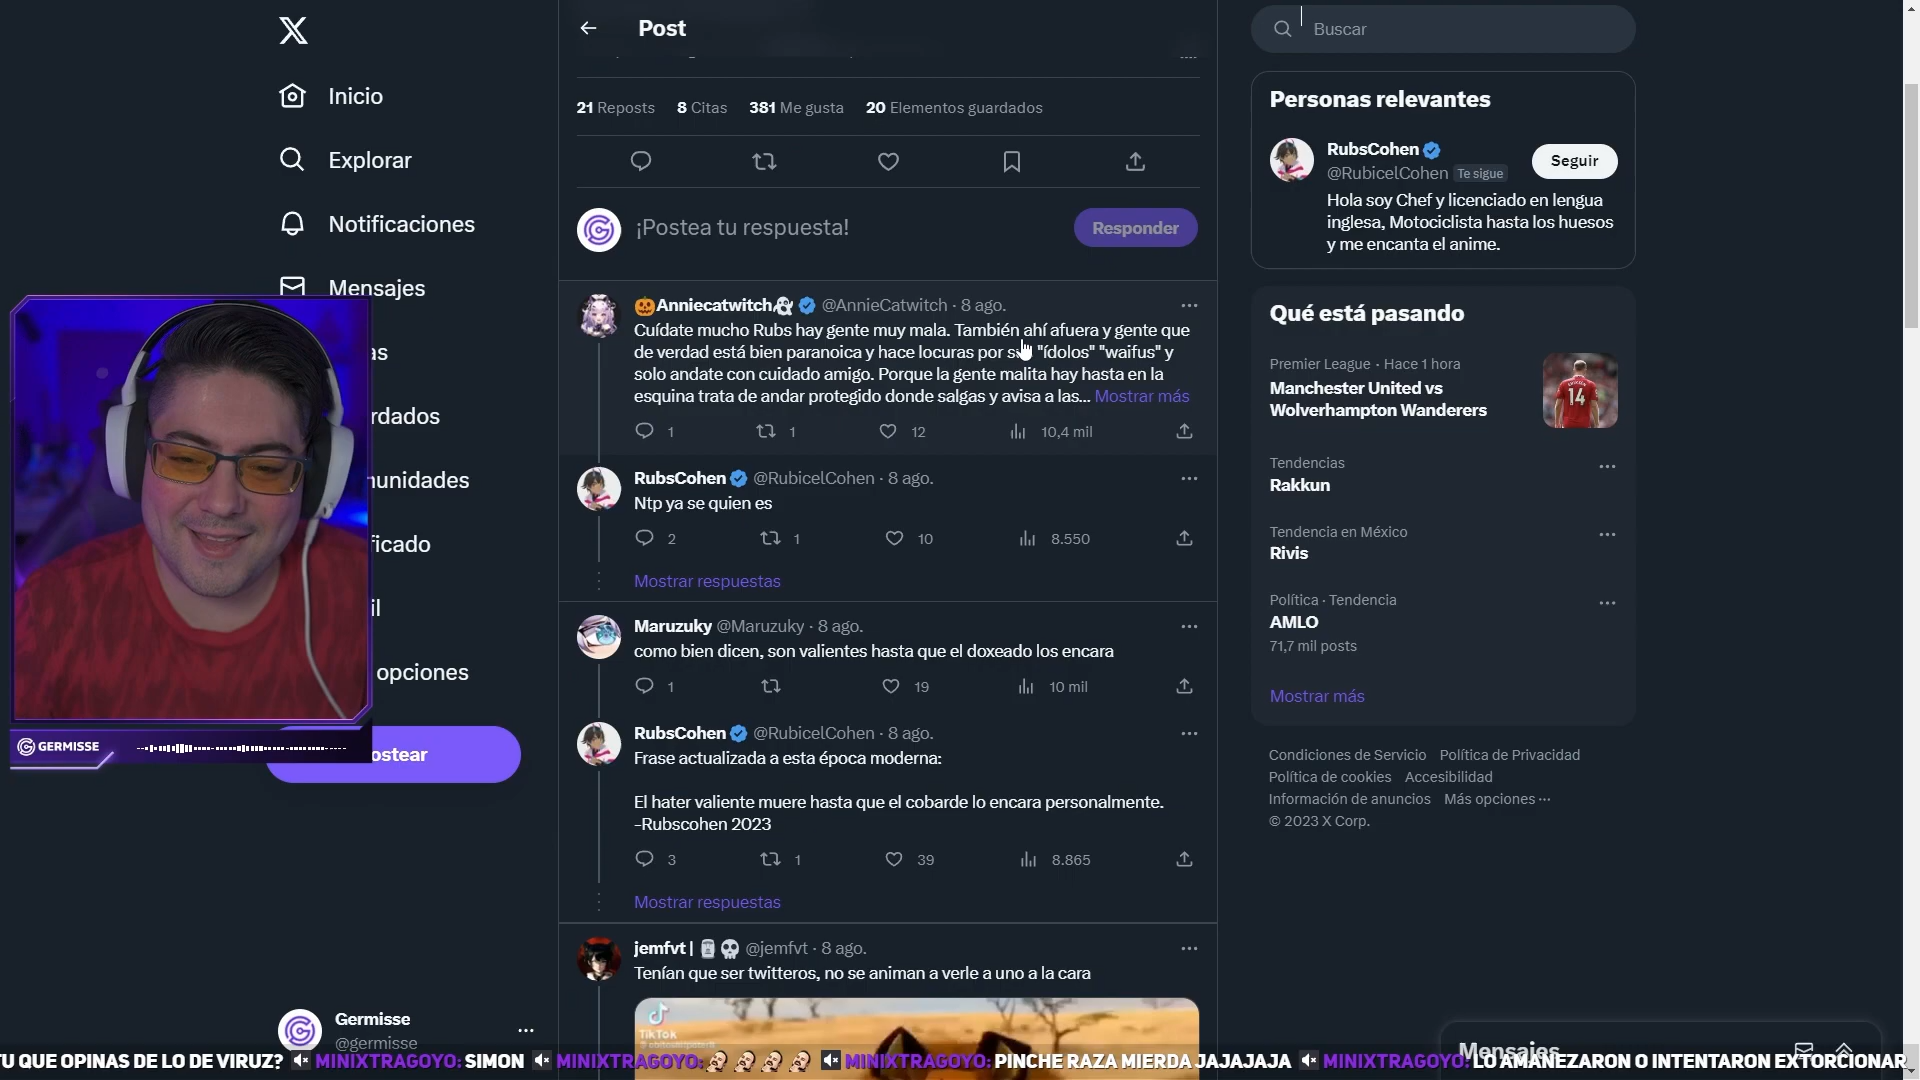 Post
Buscar
Inicio
Explorar
Notificaciones
Mensajes
as
rdados
nunidades
ficado
il
opciones
ostear
GERMISSE
Germisse
@germisse
21 Reposts 8 Citas 381 Me gusta 20 Elementos guardados
¡Postea tu respuesta!
Responder
Anniecatwitch @AnnieCatwitch · 8 ago.
Cuídate mucho Rubs hay gente muy mala. También ahí afuera y gente que
de verdad está bien paranoica y hace locuras por "ídolos" "waifus" y
solo andate con cuidado amigo. Porque la gente malita hay hasta en la
esquina trata de andar protegido donde salgas y avisa a las... Mostrar más
1 1 12 10,4 mil
RubsCohen @RubicelCohen · 8 ago.
Ntp ya se quien es
2 1 10 8.550
Mostrar respuestas
Maruzuky @Maruzuky · 8 ago.
como bien dicen, son valientes hasta que el doxeado los encara
1 19 10 mil
RubsCohen @RubicelCohen · 8 ago.
Frase actualizada a esta época moderna:
El hater valiente muere hasta que el cobarde lo encara personalmente.
-Rubscohen 2023
3 1 39 8.865
Mostrar respuestas
jemfvt | @jemfvt · 8 ago.
Tenían que ser twitteros, no se animan a verle a uno a la cara
TikTok
Personas relevantes
RubsCohen
@RubicelCohen Te sigue
Seguir
Hola soy Chef y licenciado en lengua
inglesa, Motociclista hasta los huesos
y me encanta el anime.
Qué está pasando
Premier League · Hace 1 hora
Manchester United vs
Wolverhampton Wanderers
14
Tendencias
Rakkun
Tendencia en México
Rivis
Política · Tendencia
AMLO
71,7 mil posts
Mostrar más
Condiciones de Servicio Política de Privacidad
Política de cookies Accesibilidad
Información de anuncios Más opciones ···
© 2023 X Corp.
Mensajes
TU QUE OPINAS DE LO DE VIRUZ? MINIXTRAGOYO: SIMON MINIXTRAGOYO: MINIXTRAGOYO: PINCHE RAZA MIERDA JAJAJAJA MINIXTRAGOYO: LO AMANEZARON O INTENTARON EXTORCIONAR